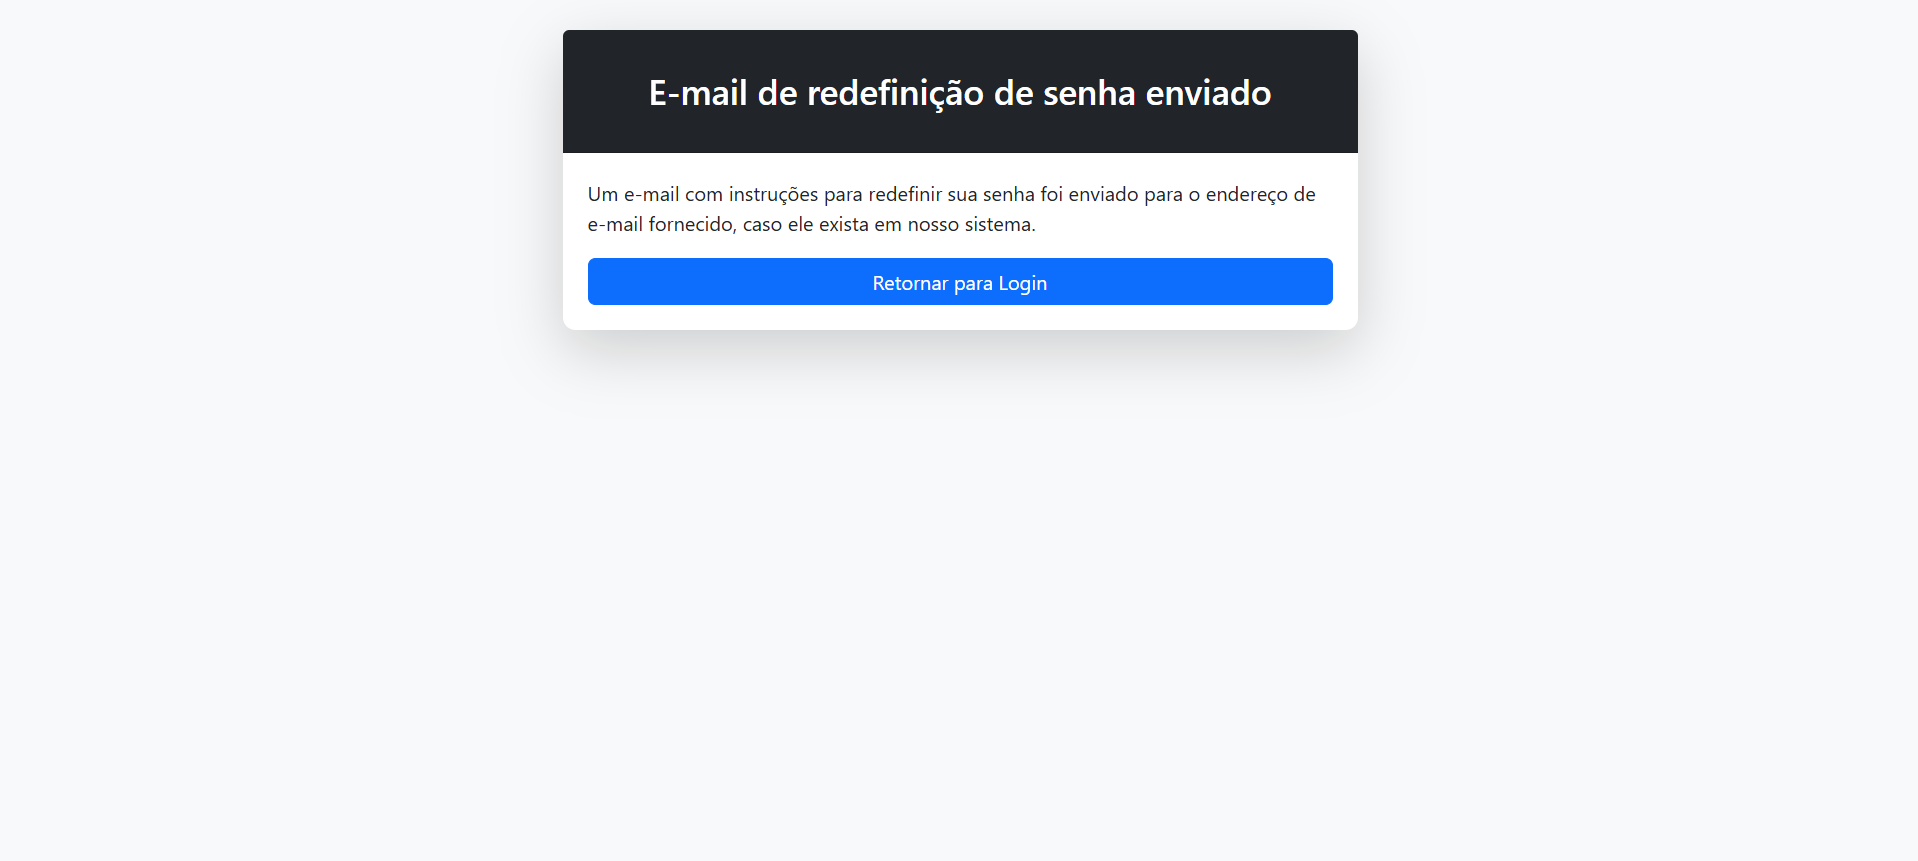 E-mail de redefinição de senha enviado
Um e-mail com instruções para redefinir sua senha foi enviado para o endereço de
e-mail fornecido, caso ele exista em nosso sistema.
Retornar para Login